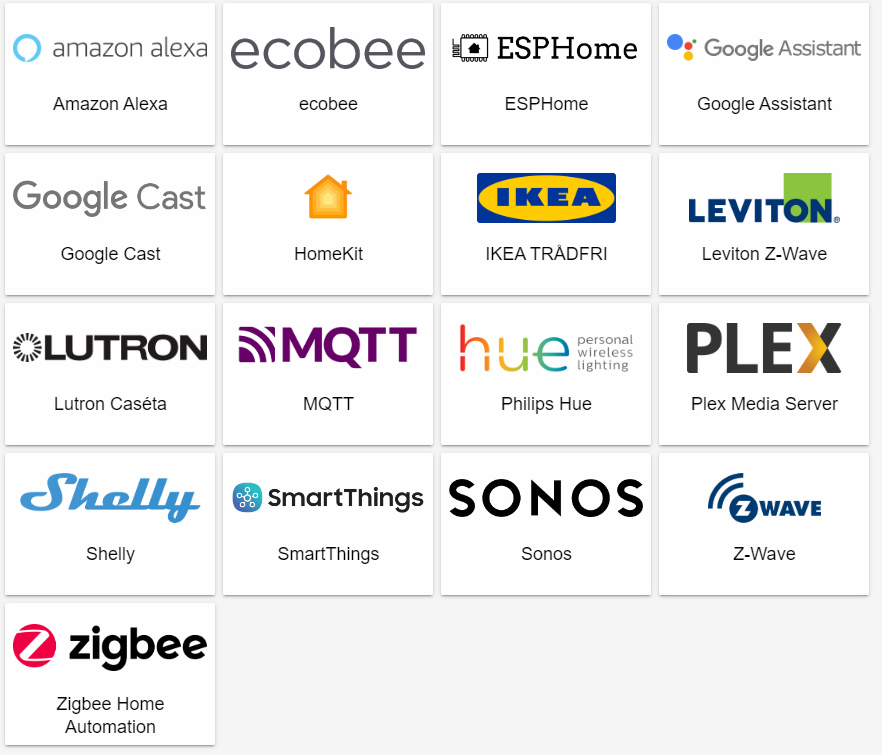 amazon alexa
Amazon Alexa
ecobee
ecobee
ESPHome
ESPHome
Google Assistant
Google Assistant
Google Cast
Google Cast
HomeKit
IKEA
IKEA TRÅDFRI
LEVITON®
Leviton Z-Wave
LUTRON
Lutron Caséta
MQTT
MQTT
hue personal
wireless
lighting
Philips Hue
PLEX
Plex Media Server
Shelly
Shelly
SmartThings
SmartThings
SONOS
Sonos
Z WAVE
Z-Wave
zigbee
Zigbee Home
Automation